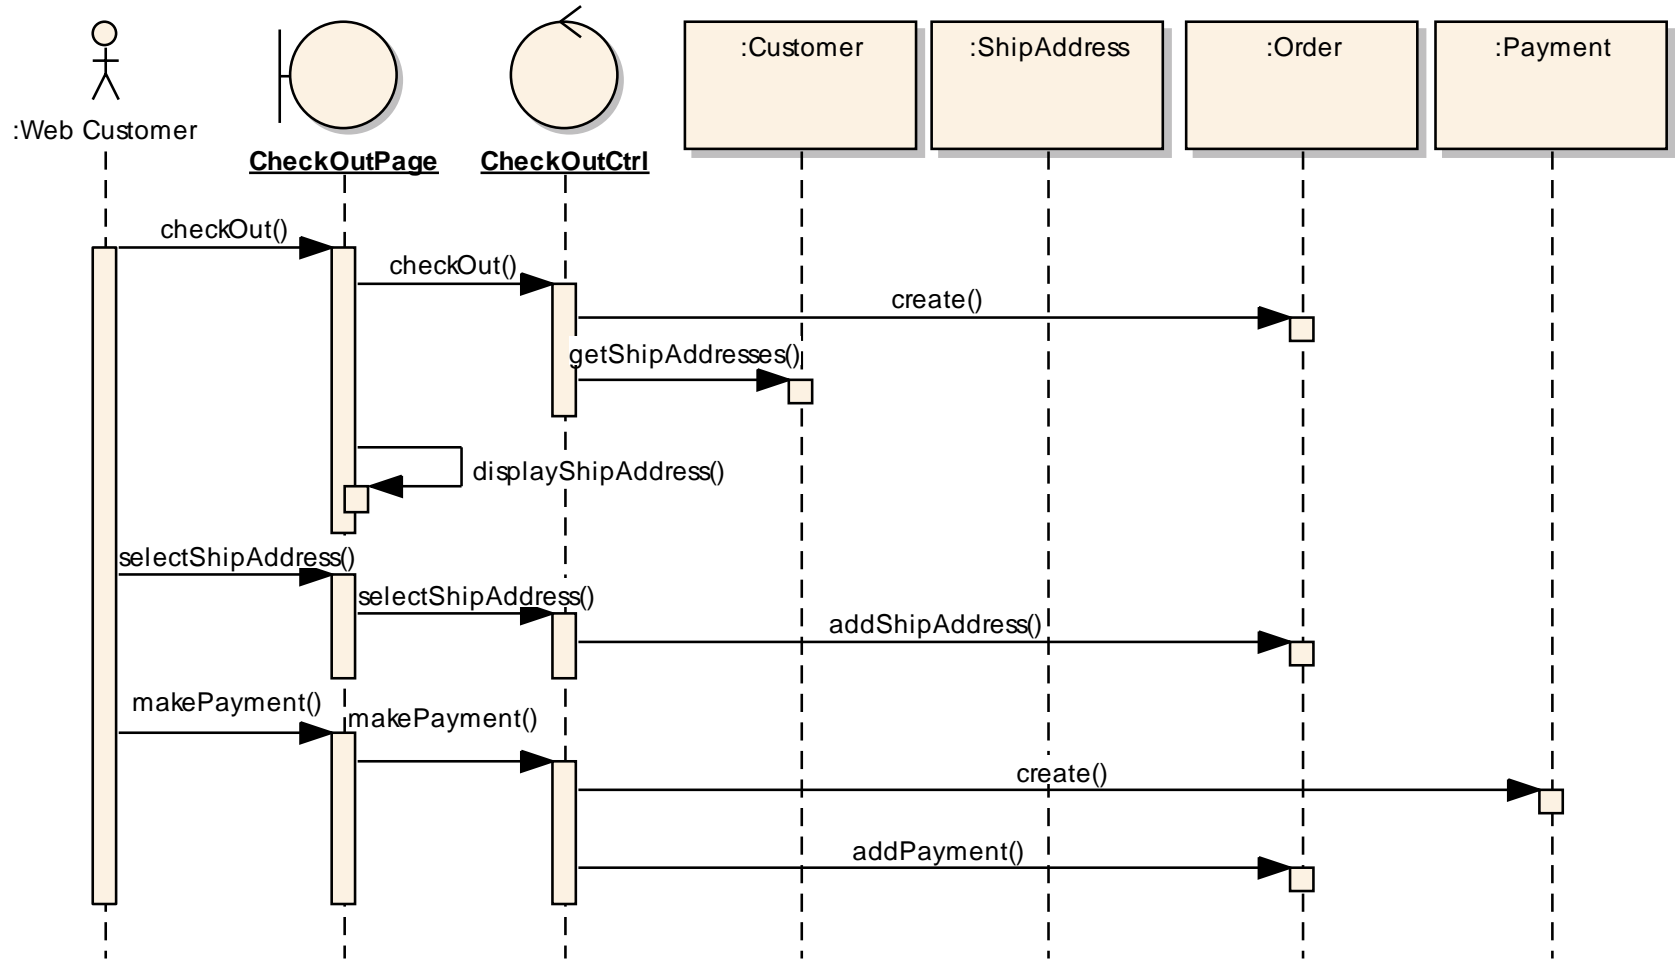 :Customer
:ShipAddress
:Order
:Payment
:Web Customer
CheckOutPage
CheckOutCtrl
checkOut()
checkOut()
create()
getShipAddresses()
displayShipAddress()
selectShipAddress()
selectShipAddress()
addShipAddress()
makePayment()
makePayment()
create()
addPayment()